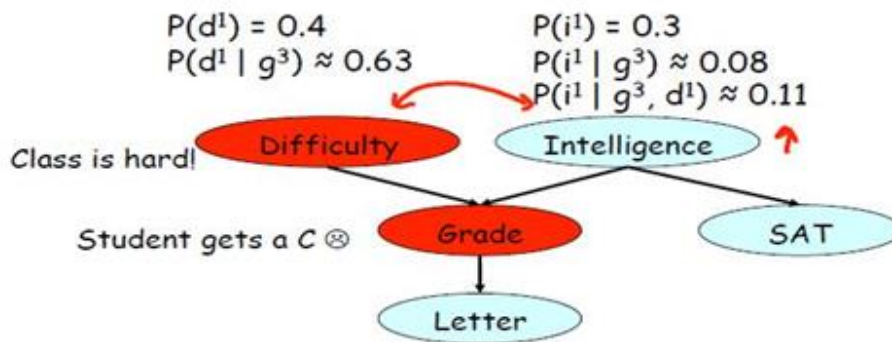 P(d¹) = 0.4
P(d¹ | g³) ≈ 0.63
P(i¹) = 0.3
P(i¹ | g³) ≈ 0.08
P(i¹ | g³, d¹) ≈ 0.11
Class is hard!
Difficulty
Intelligence
Student gets a C ☹
Grade
SAT
Letter